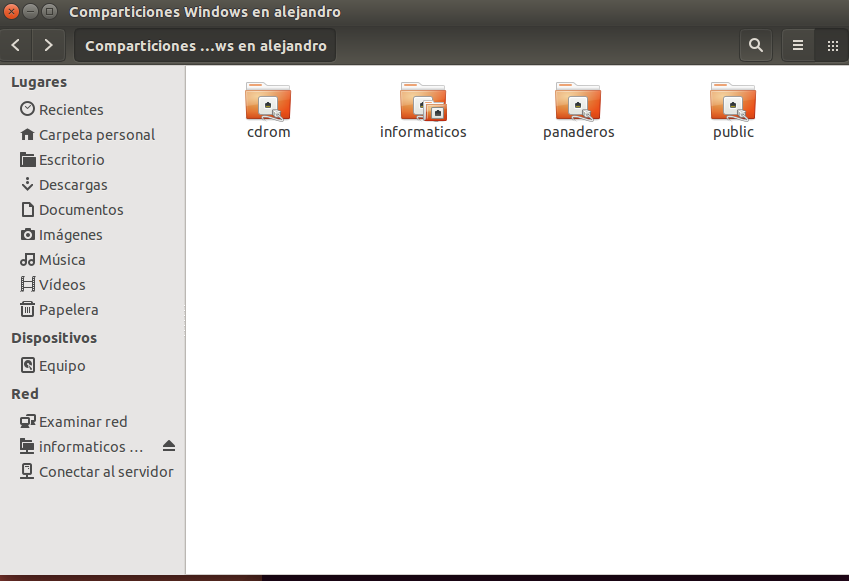 Comparticiones Windows en alejandro
Comparticiones ...ws en alejandro
Lugares
Recientes
Carpeta personal
Escritorio
Descargas
Documentos
Imágenes
Música
Vídeos
Papelera
Dispositivos
Equipo
Red
Examinar red
informaticos ...
Conectar al servidor
cdrom
informaticos
panaderos
public